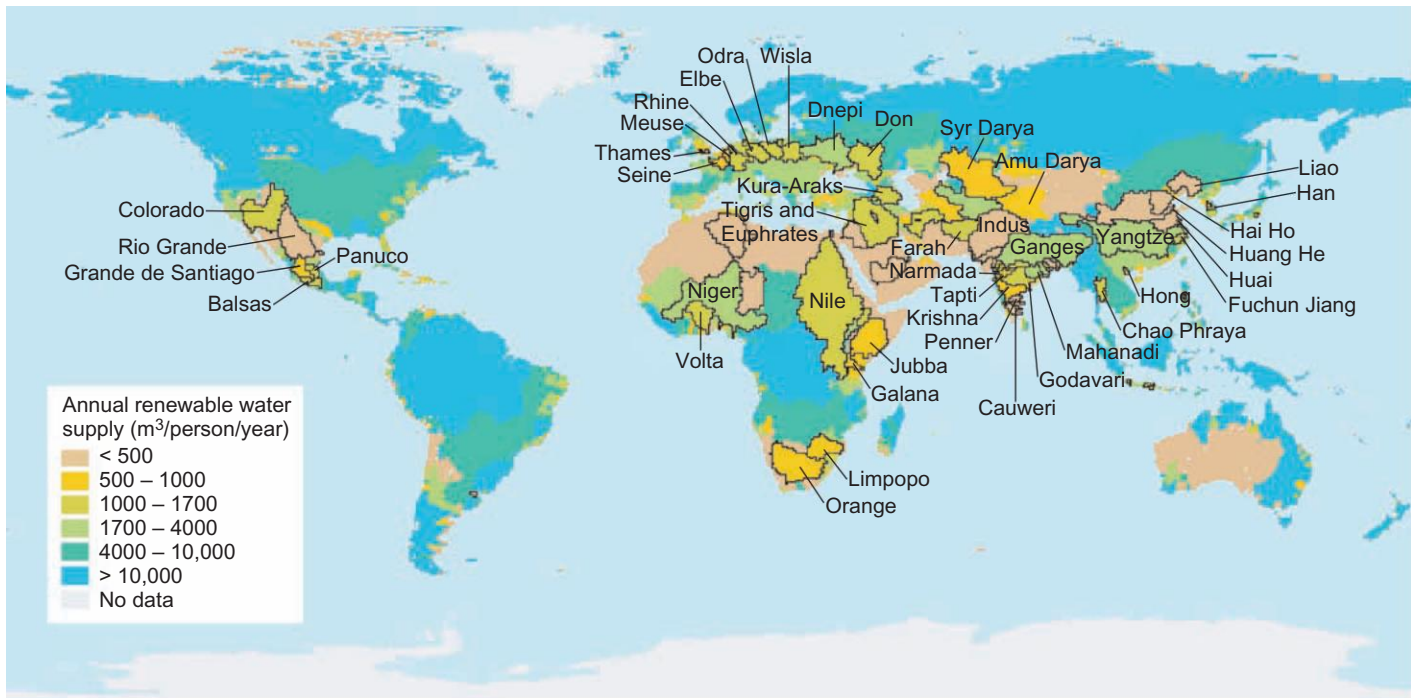 Odra
Wisla
Elbe
Rhine
Meuse
Dnepi
Don
Syr Darya
Thames
Seine
Amu Darya
Liao
Kura-Araks
Han
Colorado
Tigris and
Euphrates
Indus
Hai Ho
Rio Grande
Farah
Ganges
Yangtze
Huang He
Panuco
Grande de Santiago
Narmada
Huai
Balsas
Niger
Nile
Tapti
Hong
Fuchun Jiang
Krishna
Chao Phraya
Penner
Volta
Jubba
Mahanadi
Galana
Godavari
Cauweri
Limpopo
Orange
Annual renewable water
supply (m³/person/year)
< 500
500 – 1000
1000 – 1700
1700 – 4000
4000 – 10,000
> 10,000
No data